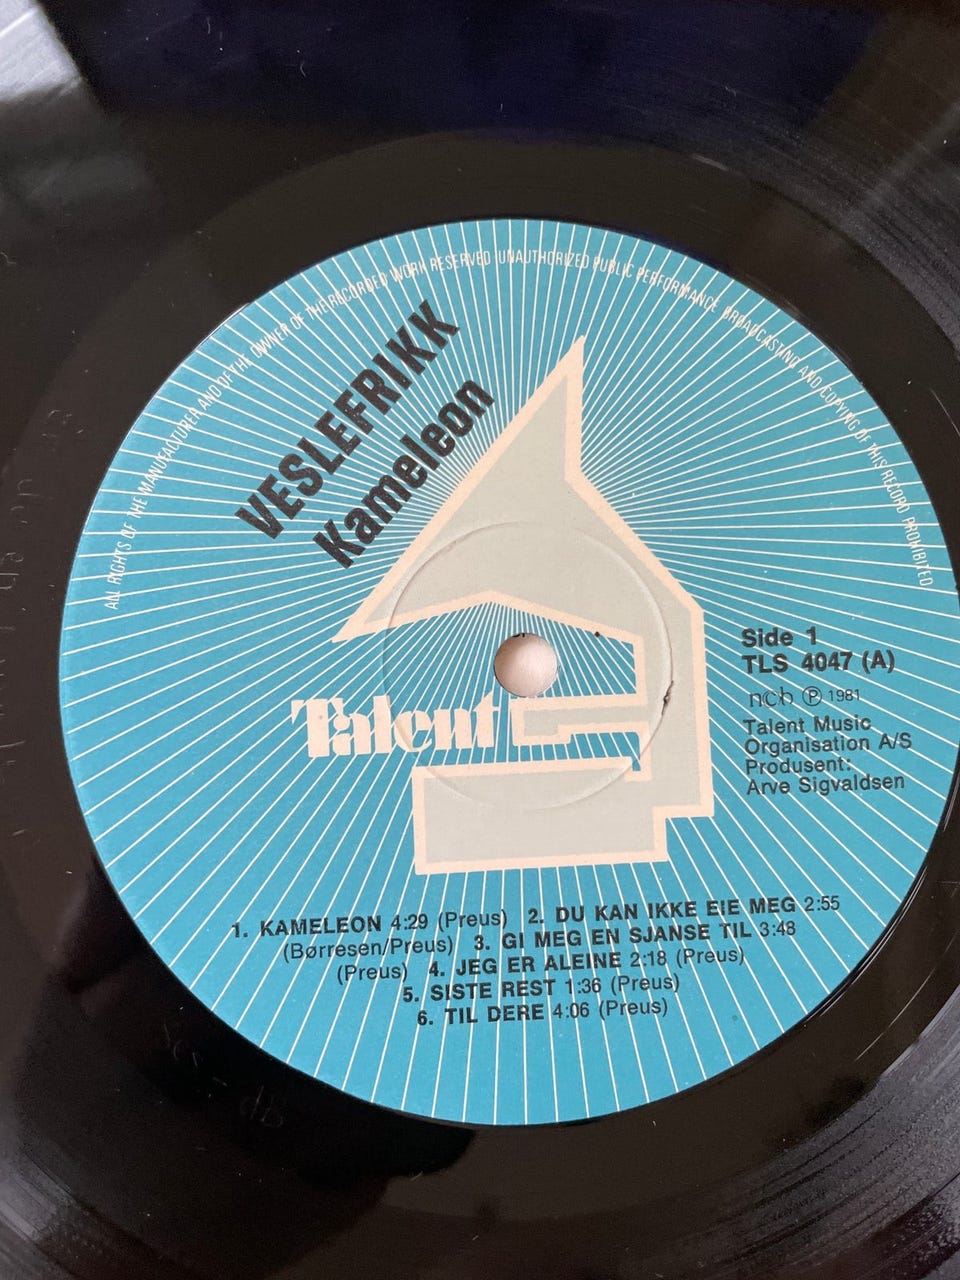 ALL RIGHTS OF THE MANUFACTURER AND OF THE OWNER OF THE RECORDED WORK RESERVED UNAUTHORIZED PUBLIC PERFORMANCE BROADCASTING AND COPYING OF THIS RECORD PROHIBITED
VESLEFRIKK
Kameleon
Side 1
TLS 4047 (A)
ncb Ⓟ 1981
Talent Music
Organisation A/S
Produsent:
Arve Sigvaldsen
Talent
1. KAMELEON 4:29 (Preus) 2. DU KAN IKKE EIE MEG 2:55
(Børresen/Preus) 3. GI MEG EN SJANSE TIL 3:48
(Preus) 4. JEG ER ALEINE 2:18 (Preus)
5. SISTE REST 1:36 (Preus)
6. TIL DERE 4:06 (Preus)